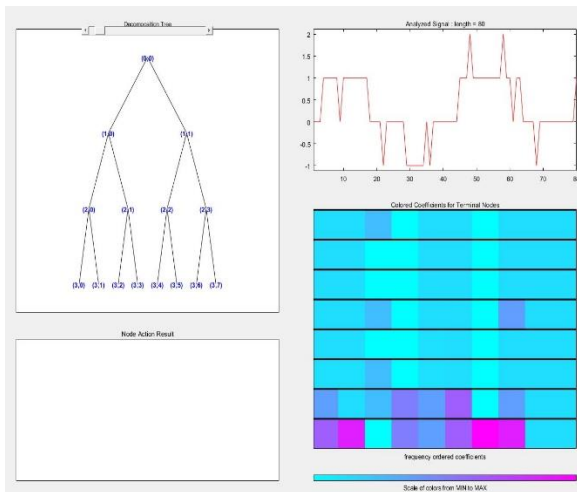 Decomposition Tree
(0,0)
(1,0) (1,1)
(2,0) (2,1) (2,2) (2,3)
(3,0) (3,1) (3,2) (3,3) (3,4) (3,5) (3,6) (3,7)
Node Action Result
Analyzed Signal : length = 80
2
1.5
1
0.5
0
-0.5
-1
10 20 30 40 50 60 70 80
Colored Coefficients for Terminal Nodes
frequency ordered coefficients
Scale of colors from MIN to MAX